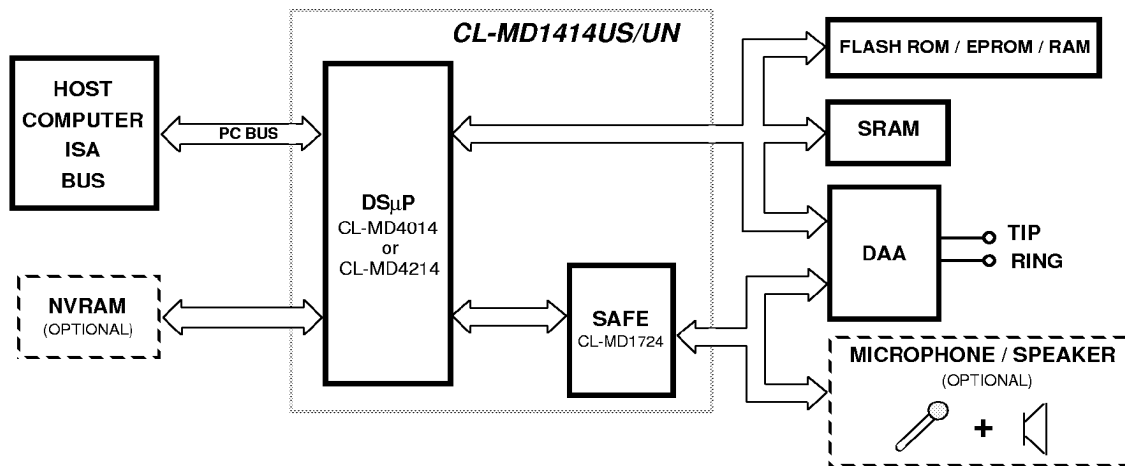 CL-MD1414US/UN
HOST
COMPUTER
ISA
BUS
PC BUS
NVRAM
(OPTIONAL)
DSµP
CL-MD4014
or
CL-MD4214
SAFE
CL-MD1724
FLASH ROM / EPROM / RAM
SRAM
DAA
TIP
RING
MICROPHONE / SPEAKER
(OPTIONAL)
+